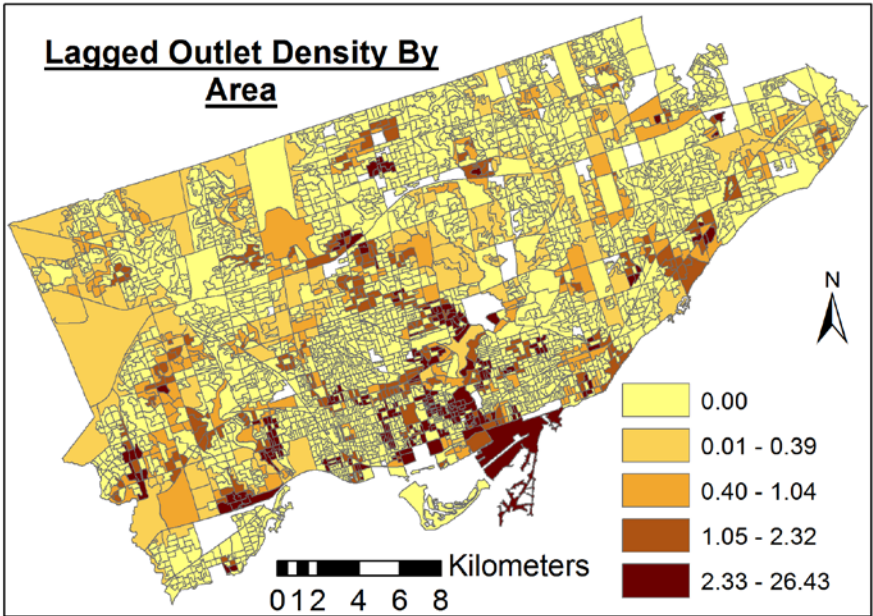 Lagged Outlet Density By
Area
N
0.00
0.01 - 0.39
0.40 - 1.04
1.05 - 2.32
2.33 - 26.43
Kilometers
0 1 2 4 6 8